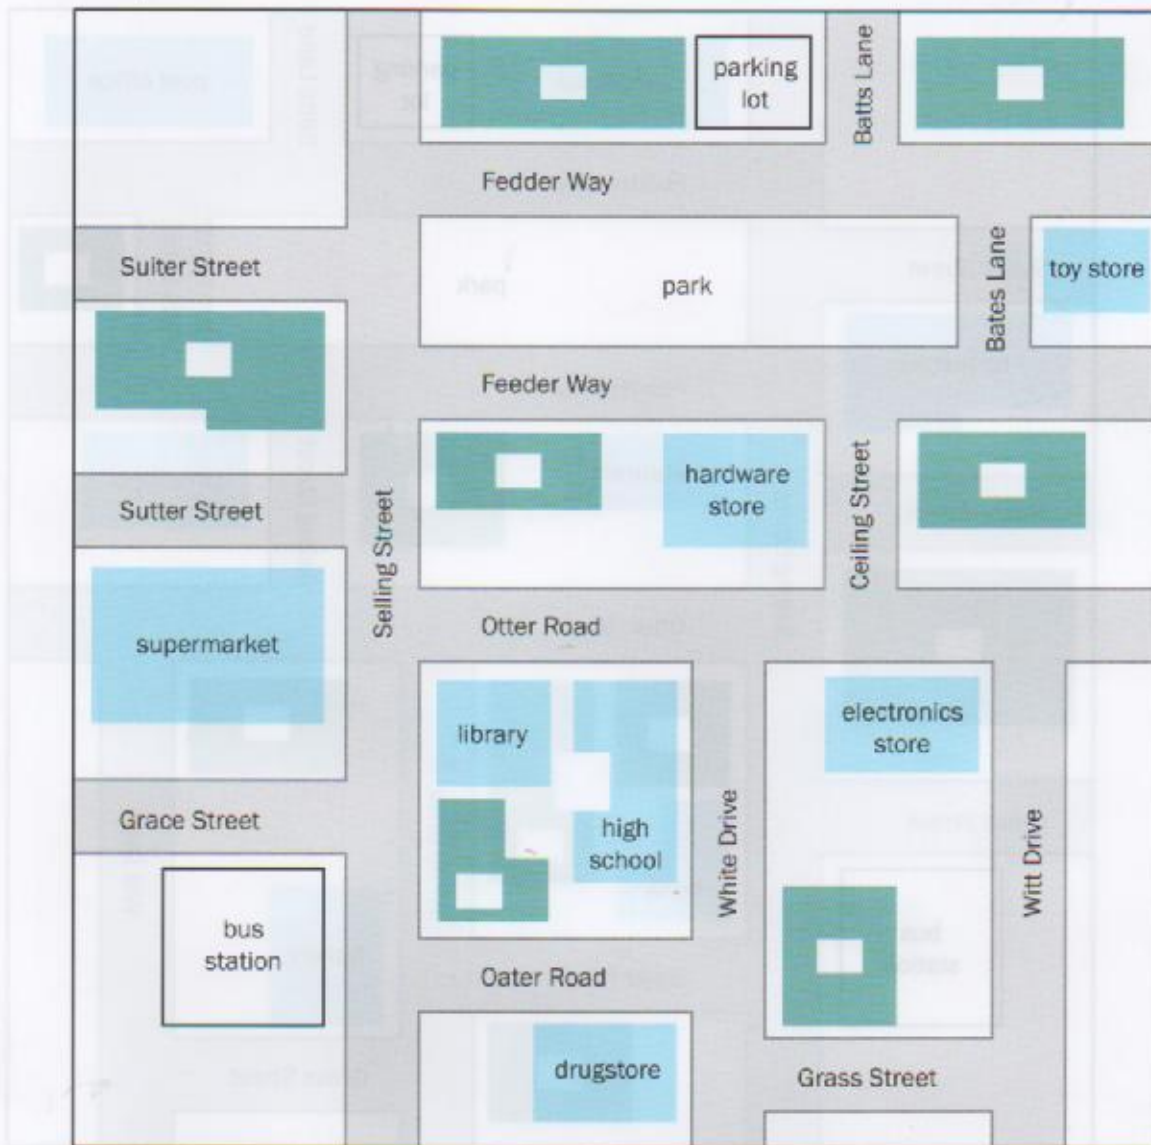 parking
lot
Batts Lane
Fedder Way
Suiter Street
park
Bates Lane
toy store
Feeder Way
Sutter Street
Selling Street
hardware
store
Ceiling Street
supermarket
Otter Road
library
electronics
store
Grace Street
high
school
White Drive
Witt Drive
bus
station
Oater Road
drugstore
Grass Street